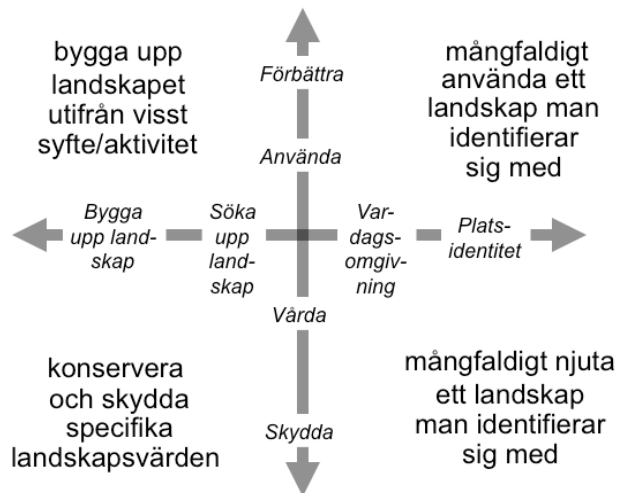 bygga upp
landskapet
utifrån visst
syfte/aktivitet
Förbättra
Använda
mångfaldigt
använda ett
landskap man
identifierar
sig med
Bygga
upp land-
skap
Söka
upp
land-
skap
Var-
dags-
omgiv-
ning
Plats-
identitet
Vårda
Skydda
konservera
och skydda
specifika
landskapsvärden
mångfaldigt njuta
ett landskap
man identifierar
sig med